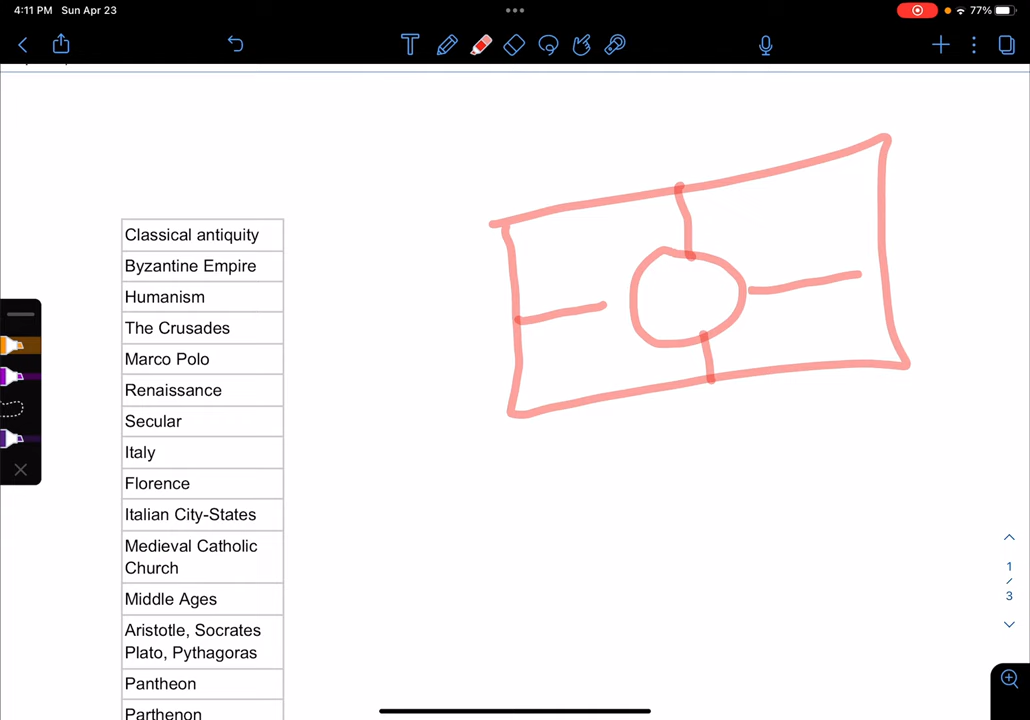 4:11 PM Sun Apr 23
77%
T
Classical antiquity
Byzantine Empire
Humanism
The Crusades
Marco Polo
Renaissance
Secular
Italy
Florence
Italian City-States
Medieval Catholic
Church
Middle Ages
Aristotle, Socrates
Plato, Pythagoras
Pantheon
Parthenon
1
/
3